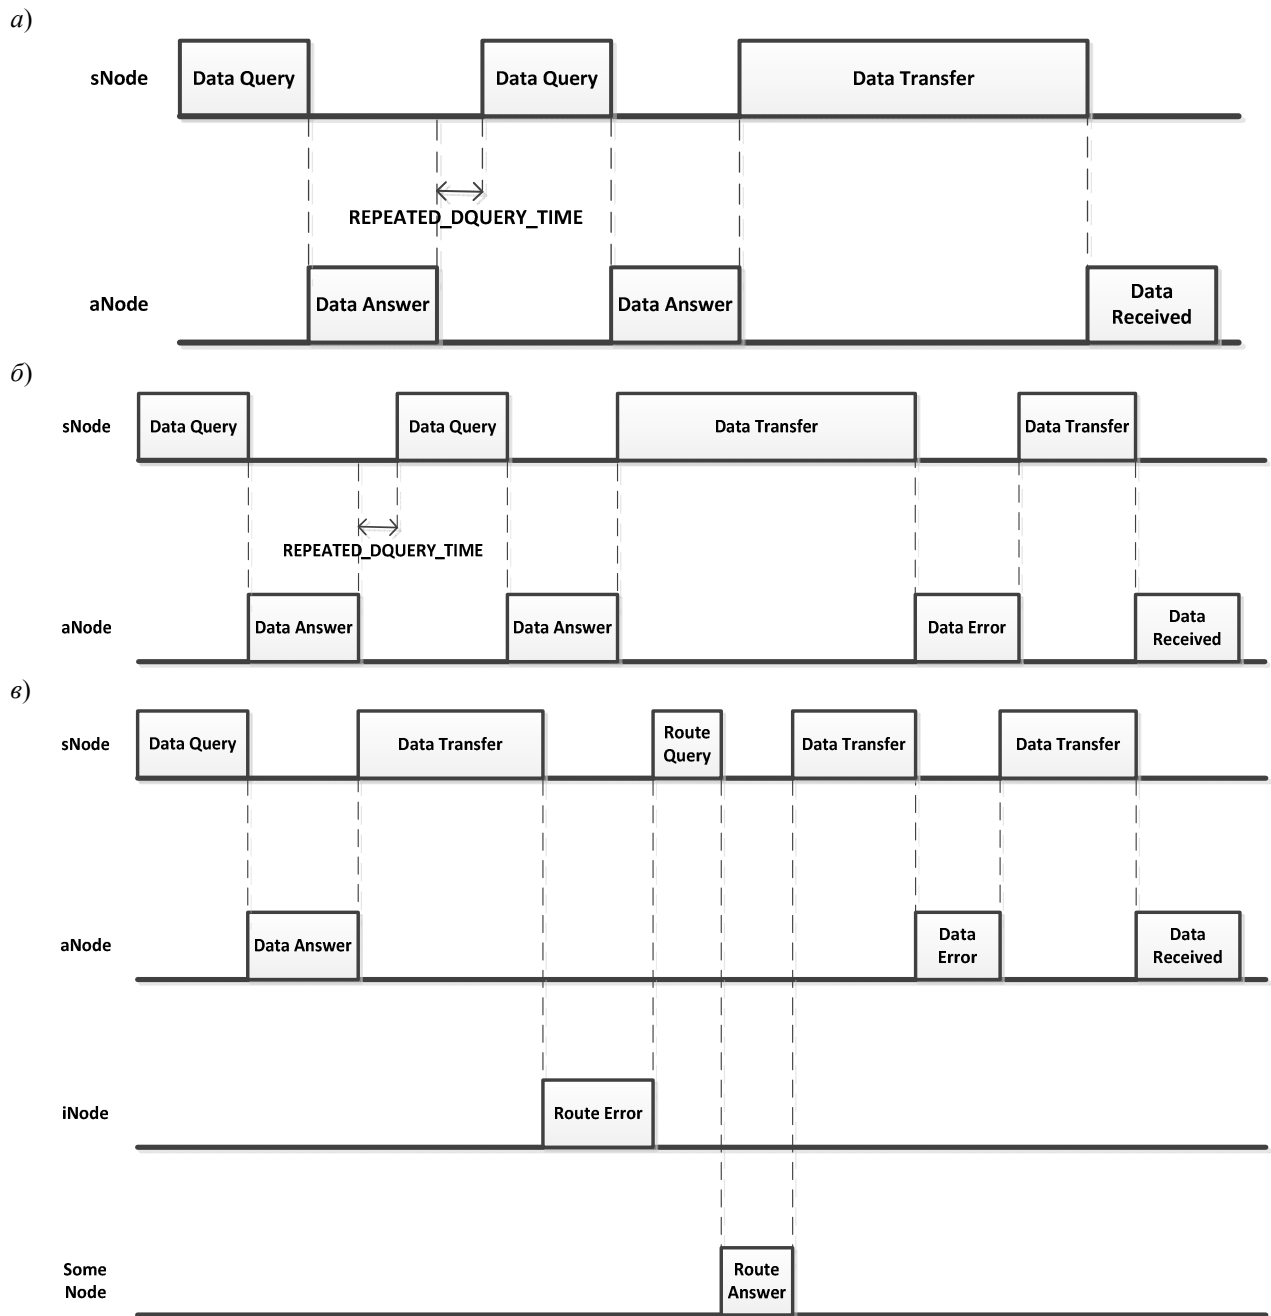 а)
sNode
Data Query
Data Query
Data Transfer
REPEATED_DQUERY_TIME
aNode
Data Answer
Data Answer
Data
Received
б)
sNode
Data Query
Data Query
Data Transfer
Data Transfer
REPEATED_DQUERY_TIME
aNode
Data Answer
Data Answer
Data Error
Data
Received
в)
sNode
Data Query
Data Transfer
Route
Query
Data Transfer
Data Transfer
aNode
Data Answer
Data
Error
Data
Received
iNode
Route Error
Some
Node
Route
Answer